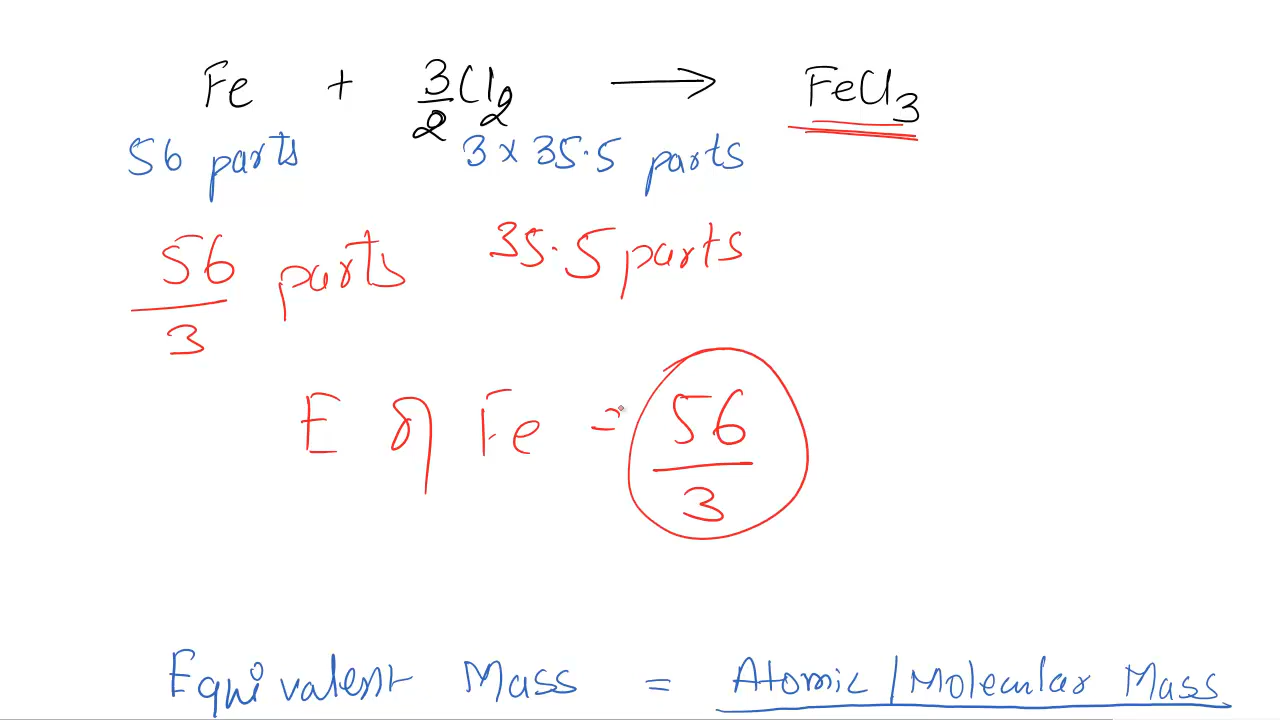 Fe + 3/2 Cl2 → FeCl3
56 parts 3 x 35.5 parts
56/3 parts 35.5 parts
E of Fe = 56/3
Equivalent Mass = Atomic/Molecular Mass